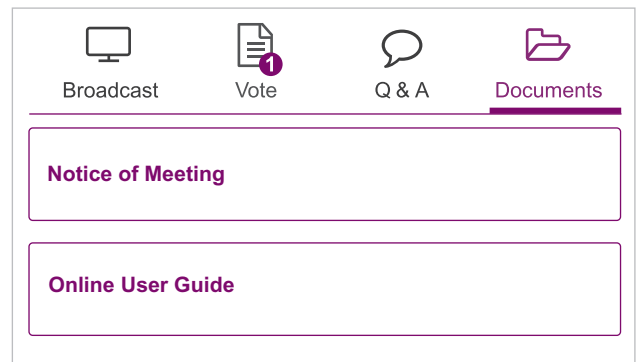 1
Broadcast Vote Q & A Documents
Notice of Meeting
Online User Guide